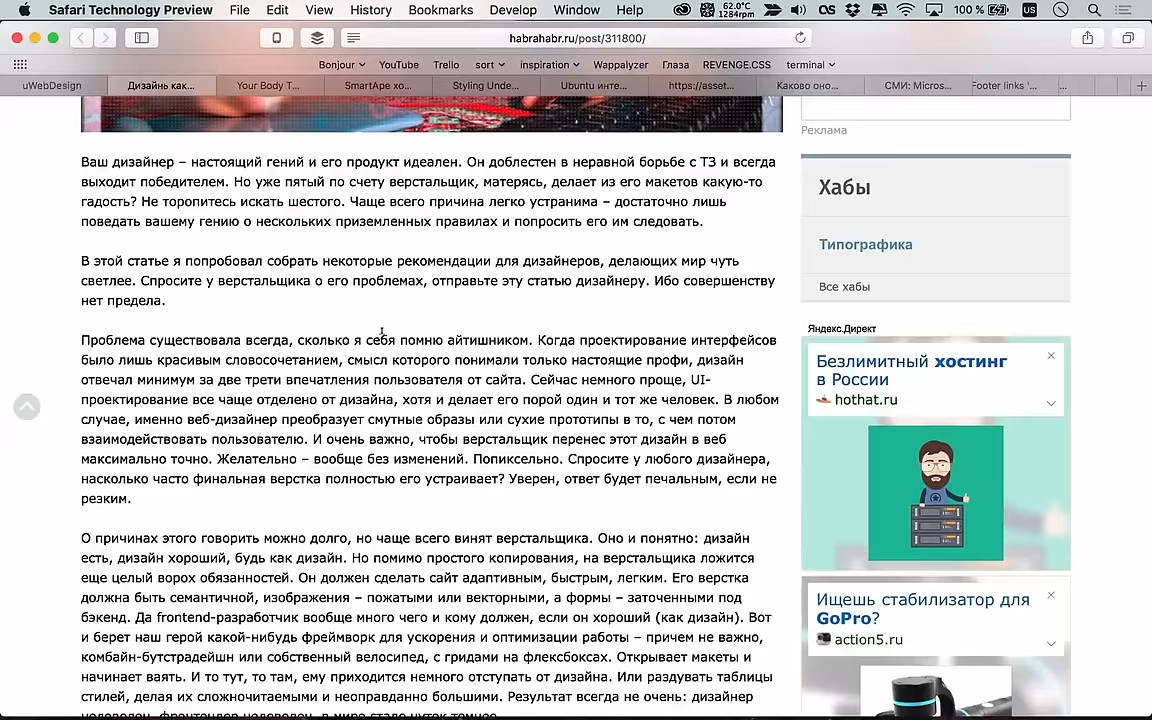 Safari Technology Preview File Edit View History Bookmarks Develop Window Help 62.0°C 1284rpm 100 % US
habrahabr.ru/post/311800/
Bonjour YouTube Trello sort inspiration Wappalyzer Глаза REVENGE.CSS terminal
uWebDesign Дизайнь как... Your Body T... SmartApe хо... Styling Unde... Ubuntu инте... https://asset... Каково оно... СМИ: Micros... Footer links '... ...
Реклама
Ваш дизайнер – настоящий гений и его продукт идеален. Он доблестен в неравной борьбе с ТЗ и всегда
выходит победителем. Но уже пятый по счету верстальщик, матерясь, делает из его макетов какую-то
гадость? Не торопитесь искать шестого. Чаще всего причина легко устранима – достаточно лишь
поведать вашему гению о нескольких приземленных правилах и попросить его им следовать.
В этой статье я попробовал собрать некоторые рекомендации для дизайнеров, делающих мир чуть
светлее. Спросите у верстальщика о его проблемах, отправьте эту статью дизайнеру. Ибо совершенству
нет предела.
Проблема существовала всегда, сколько я себя помню айтишником. Когда проектирование интерфейсов
было лишь красивым словосочетанием, смысл которого понимали только настоящие профи, дизайн
отвечал минимум за две трети впечатления пользователя от сайта. Сейчас немного проще, UI-
проектирование все чаще отделено от дизайна, хотя и делает его порой один и тот же человек. В любом
случае, именно веб-дизайнер преобразует смутные образы или сухие прототипы в то, с чем потом
взаимодействовать пользователю. И очень важно, чтобы верстальщик перенес этот дизайн в веб
максимально точно. Желательно – вообще без изменений. Попиксельно. Спросите у любого дизайнера,
насколько часто финальная верстка полностью его устраивает? Уверен, ответ будет печальным, если не
резким.
О причинах этого говорить можно долго, но чаще всего винят верстальщика. Оно и понятно: дизайн
есть, дизайн хороший, будь как дизайн. Но помимо простого копирования, на верстальщика ложится
еще целый ворох обязанностей. Он должен сделать сайт адаптивным, быстрым, легким. Его верстка
должна быть семантичной, изображения – пожатыми или векторными, а формы – заточенными под
бэкенд. Да frontend-разработчик вообще много чего и кому должен, если он хороший (как дизайн). Вот
и берет наш герой какой-нибудь фреймворк для ускорения и оптимизации работы – причем не важно,
комбайн-бутстрадейшн или собственный велосипед, с гридами на флексбоксах. Открывает макеты и
начинает ваять. И то тут, то там, ему приходится немного отступать от дизайна. Или раздувать таблицы
стилей, делая их сложночитаемыми и неоправданно большими. Результат всегда не очень: дизайнер
недоволен, фронтендер недоволен, в мире стало чуток темнее.
Хабы
Типографика
Все хабы
Яндекс.Директ
Безлимитный хостинг
в России
hothat.ru
Ищешь стабилизатор для
GoPro?
action5.ru